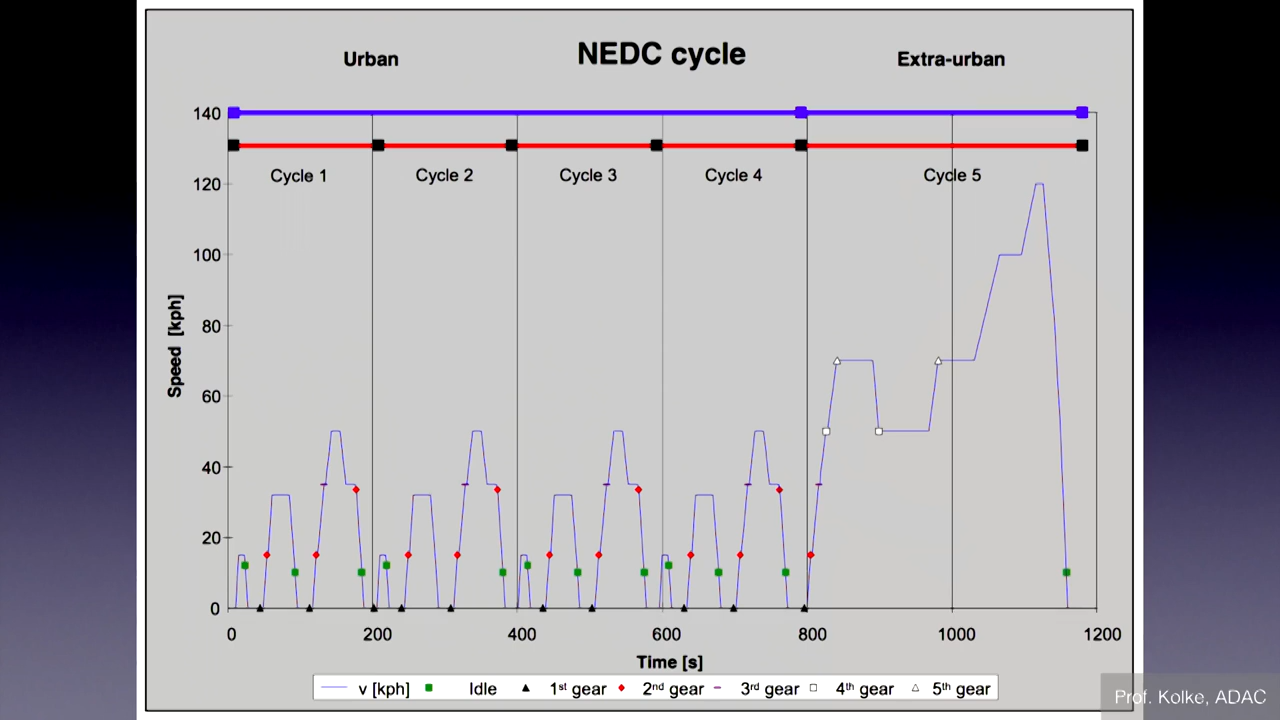 NEDC cycle
Urban
Extra-urban
140
120
100
80
60
40
20
0
Speed [kph]
Cycle 1
Cycle 2
Cycle 3
Cycle 4
Cycle 5
0
200
400
600
800
1000
1200
Time [s]
v [kph] Idle 1st gear 2nd gear 3rd gear 4th gear 5th gear
Prof. Kolke, ADAC